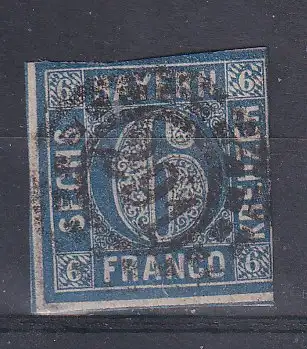 6 BAYERN 6
SECHS
6
KREUZER
6 FRANCO 6